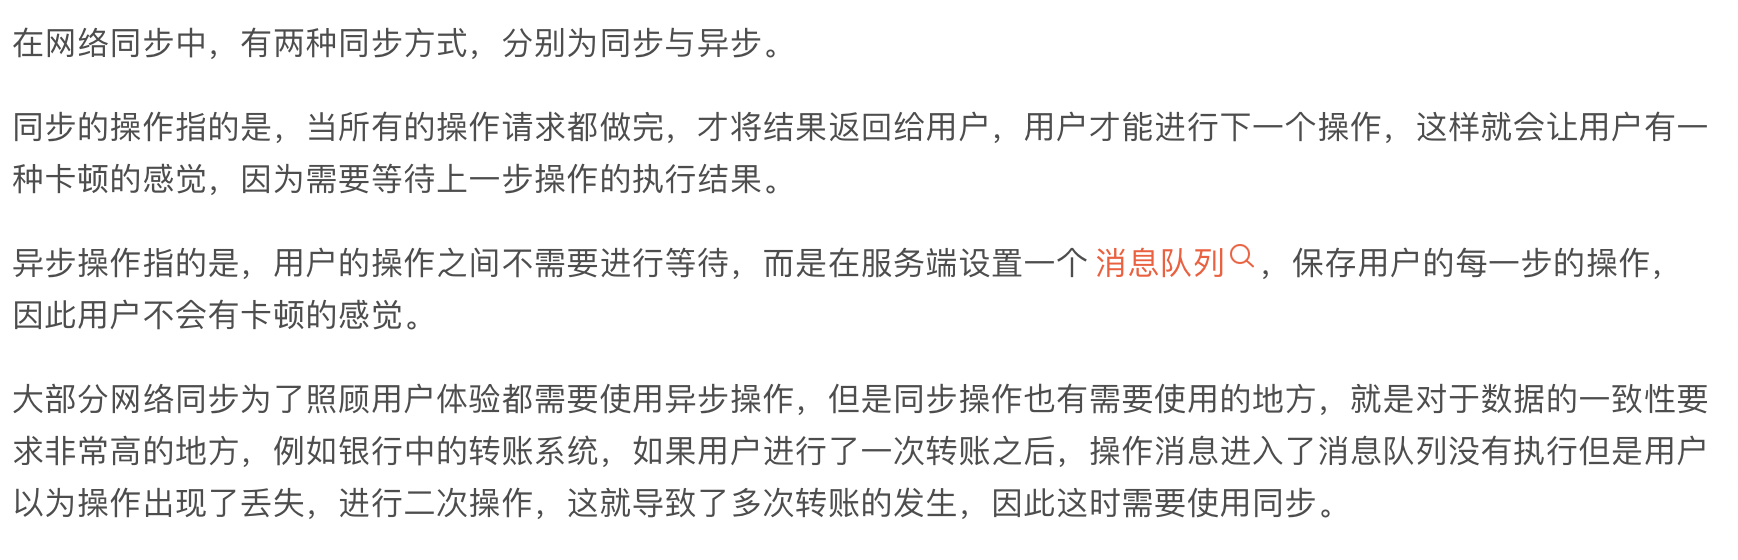 在网络同步中，有两种同步方式，分别为同步与异步。
同步的操作指的是，当所有的操作请求都做完，才将结果返回给用户，用户才能进行下一个操作，这样就会让用户有一
种卡顿的感觉，因为需要等待上一步操作的执行结果。
异步操作指的是，用户的操作之间不需要进行等待，而是在服务端设置一个 消息队列，保存用户的每一步的操作，
因此用户不会有卡顿的感觉。
大部分网络同步为了照顾用户体验都需要使用异步操作，但是同步操作也有需要使用的地方，就是对于数据的一致性要
求非常高的地方，例如银行中的转账系统，如果用户进行了一次转账之后，操作消息进入了消息队列没有执行但是用户
以为操作出现了丢失，进行二次操作，这就导致了多次转账的发生，因此这时需要使用同步。